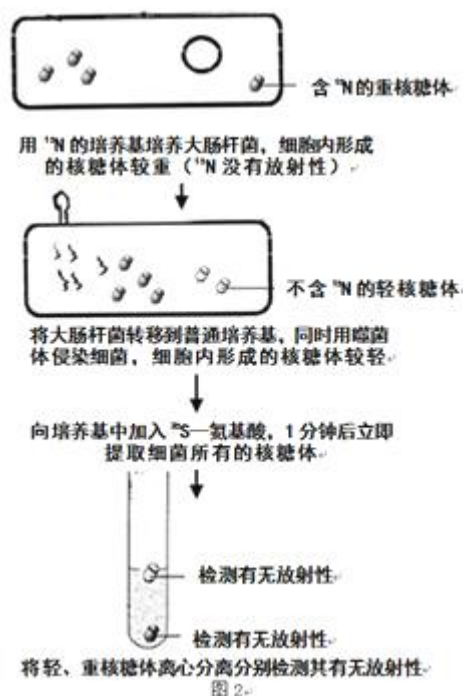 含¹⁵N的重核糖体
用¹⁵N的培养基培养大肠杆菌，细胞内形成
的核糖体较重（¹⁵N没有放射性）
不含¹⁵N的轻核糖体
将大肠杆菌转移到普通培养基，同时用噬菌
体侵染细菌，细胞内形成的核糖体较轻
向培养基中加入³⁵S—氨基酸，1分钟后立即
提取细菌所有的核糖体
检测有无放射性
检测有无放射性
将轻、重核糖体离心分离分别检测其有无放射性
图2